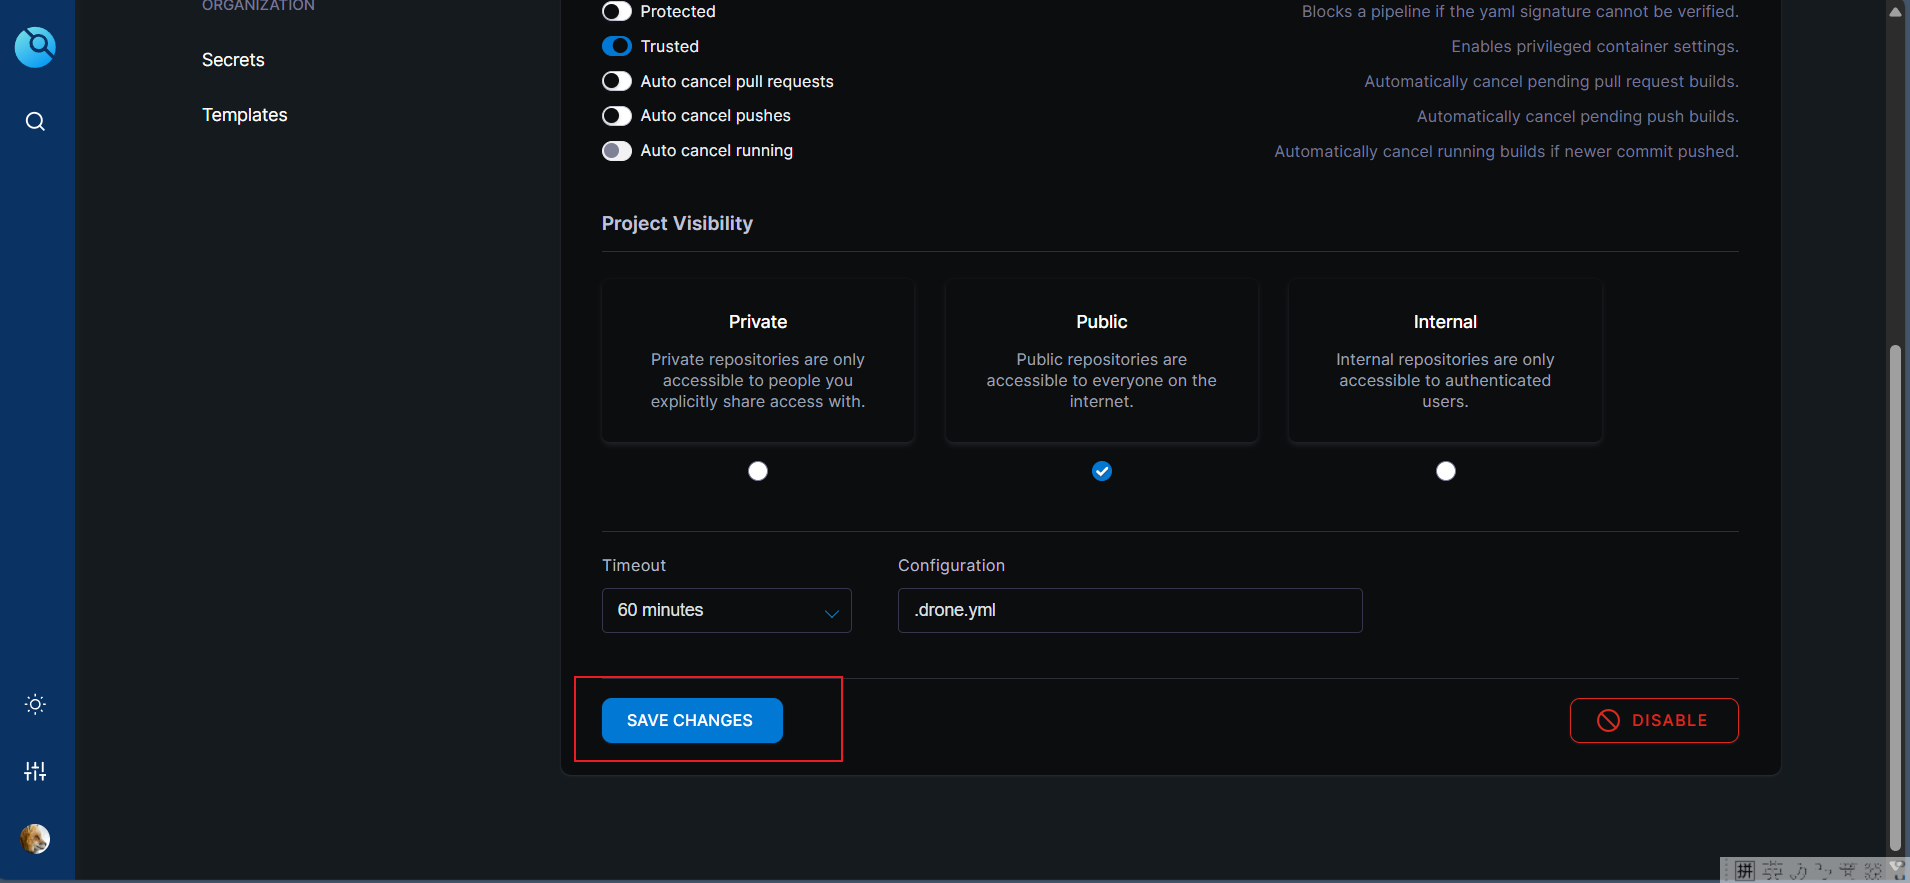 ORGANIZATION
Secrets
Templates
Protected
Blocks a pipeline if the yaml signature cannot be verified.
Trusted
Enables privileged container settings.
Auto cancel pull requests
Automatically cancel pending pull request builds.
Auto cancel pushes
Automatically cancel pending push builds.
Auto cancel running
Automatically cancel running builds if newer commit pushed.
Project Visibility
Private
Private repositories are only
accessible to people you
explicitly share access with.
Public
Public repositories are
accessible to everyone on the
internet.
Internal
Internal repositories are only
accessible to authenticated
users.
Timeout
60 minutes
Configuration
.drone.yml
SAVE CHANGES
DISABLE
拼 英